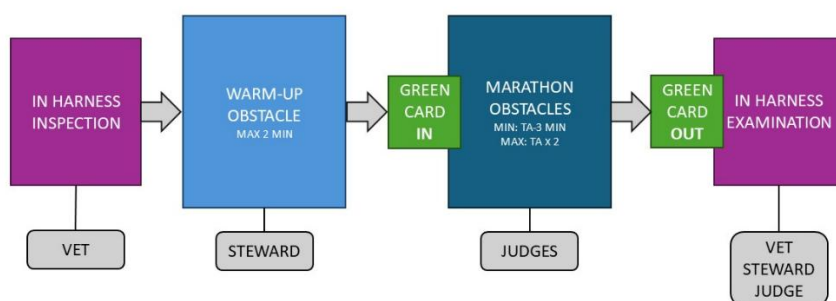 IN HARNESS
INSPECTION
WARM-UP
OBSTACLE
MAX 2 MIN
GREEN
CARD
IN
MARATHON
OBSTACLES
MIN: TA-3 MIN
MAX: TA x 2
GREEN
CARD
OUT
IN HARNESS
EXAMINATION
VET
STEWARD
JUDGES
VET
STEWARD
JUDGE